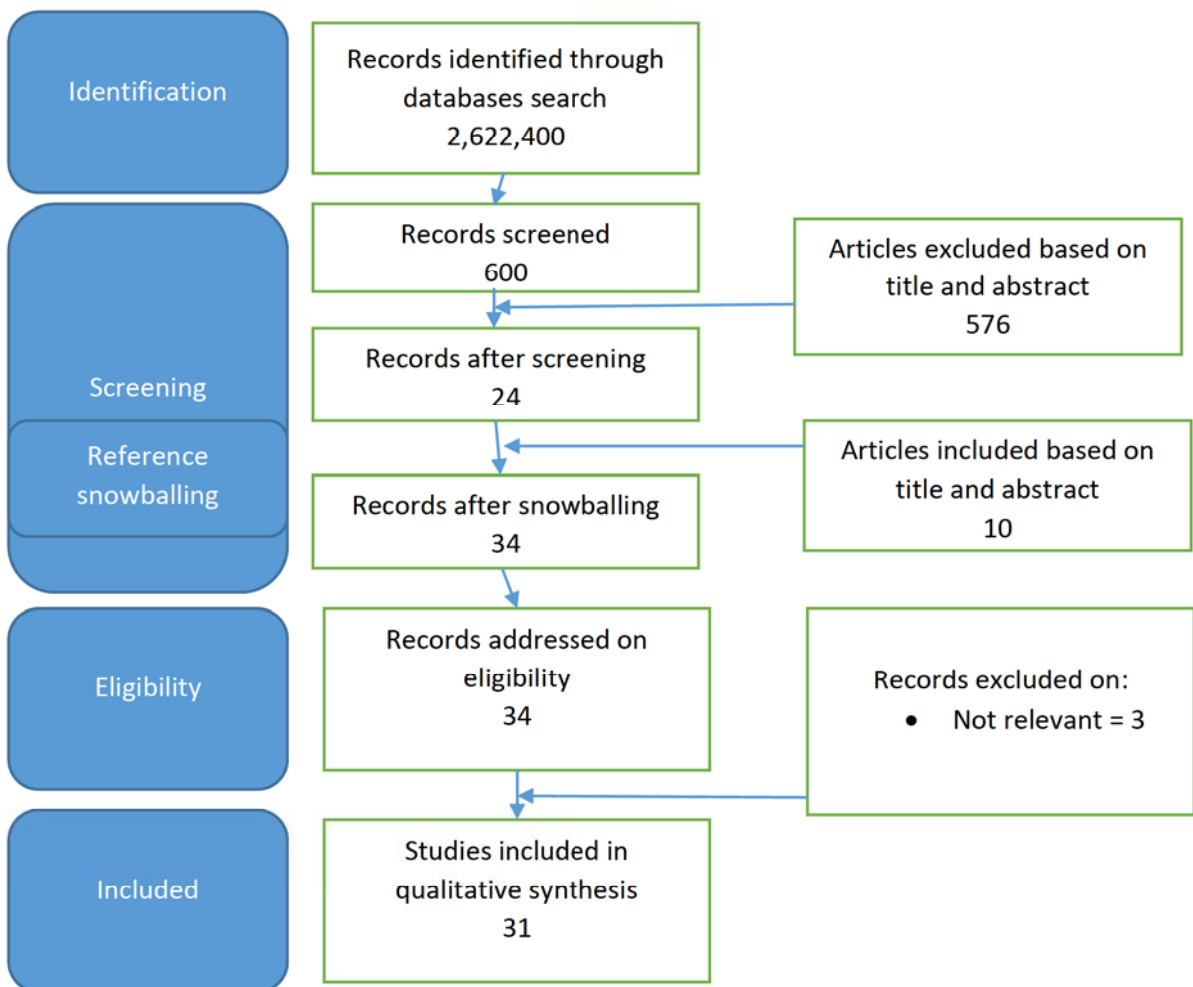 Identification
Records identified through
databases search
2,622,400
Records screened
600
Articles excluded based on
title and abstract
576
Screening
Records after screening
24
Reference
snowballing
Articles included based on
title and abstract
10
Records after snowballing
34
Eligibility
Records addressed on
eligibility
34
Records excluded on:
• Not relevant = 3
Included
Studies included in
qualitative synthesis
31